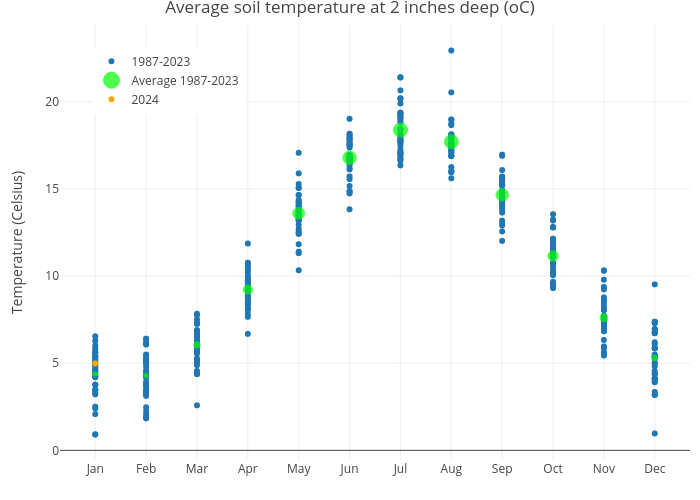 Average soil temperature at 2 inches deep (oC)
1987-2023
Average 1987-2023
2024
Temperature (Celsius)
20
15
10
5
0
Jan Feb Mar Apr May Jun Jul Aug Sep Oct Nov Dec